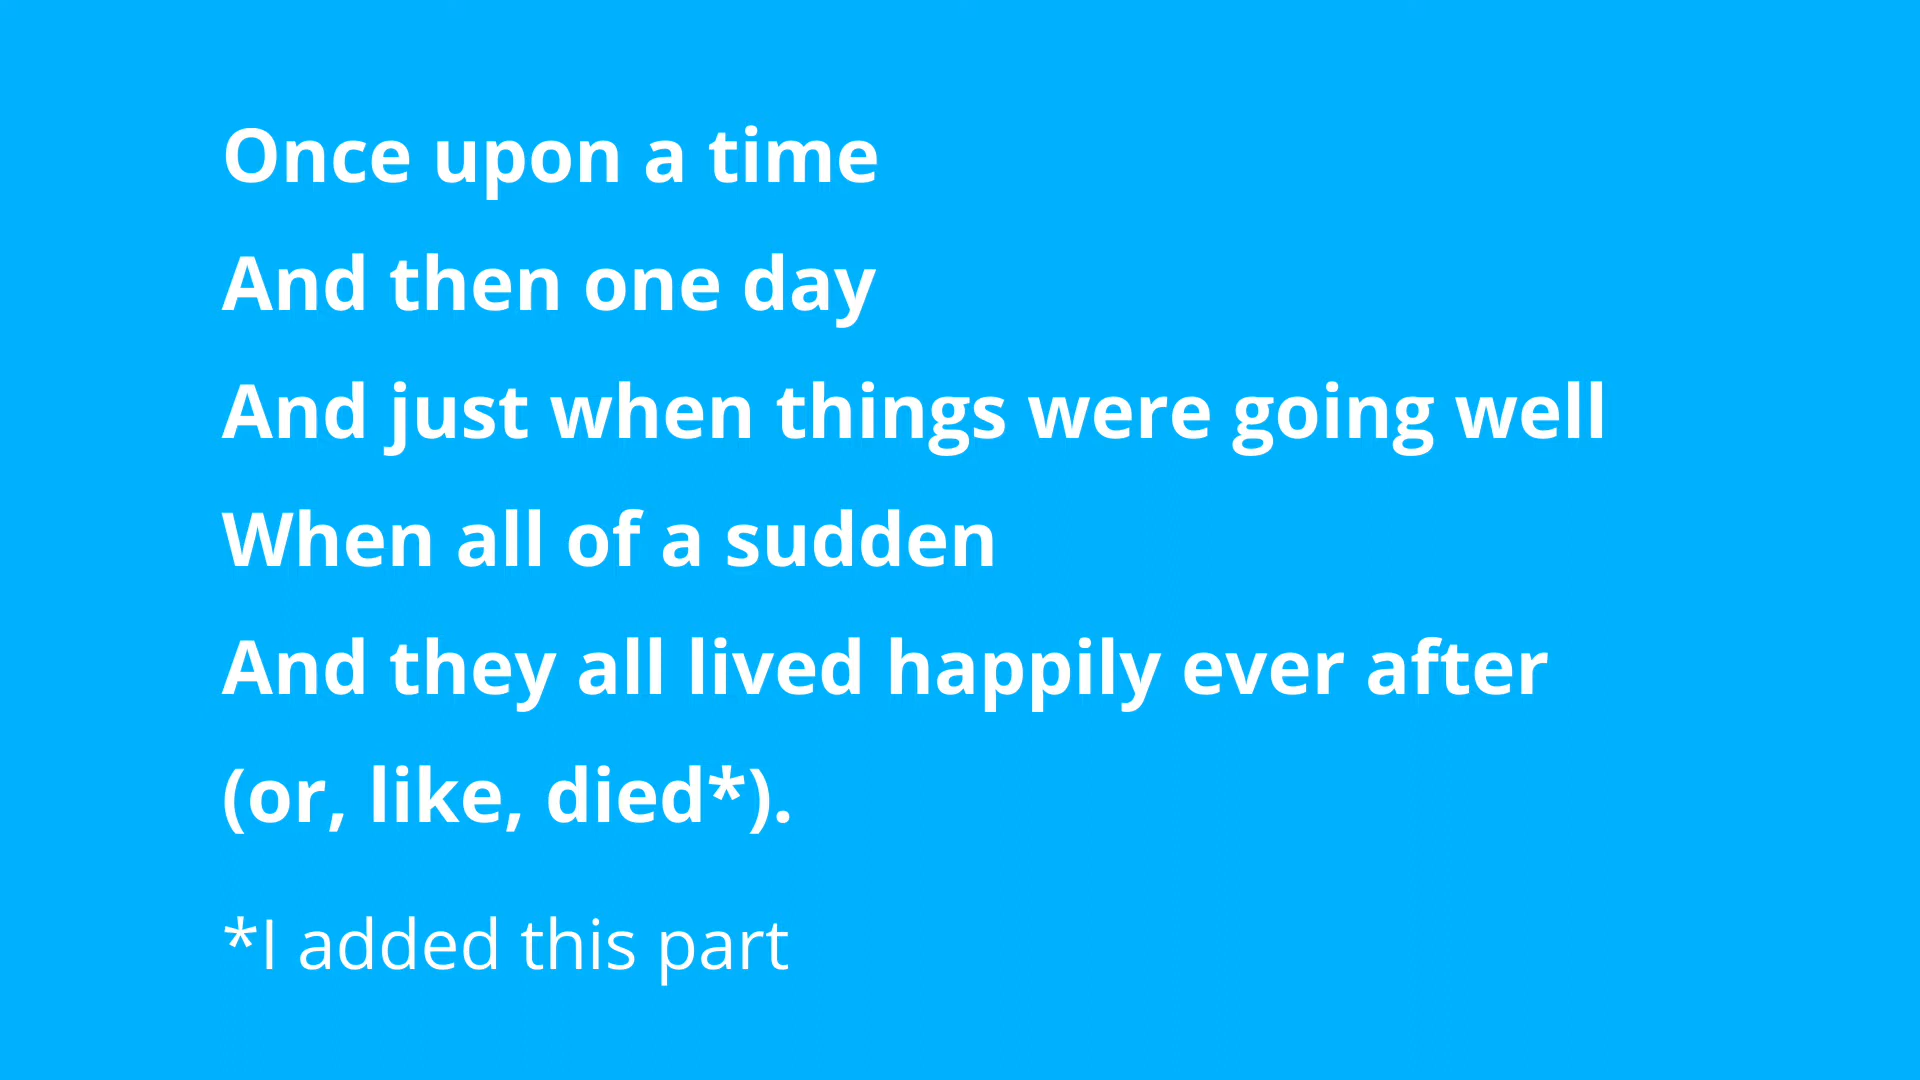 Once upon a time
And then one day
And just when things were going well
When all of a sudden
And they all lived happily ever after
(or, like, died*).
*I added this part